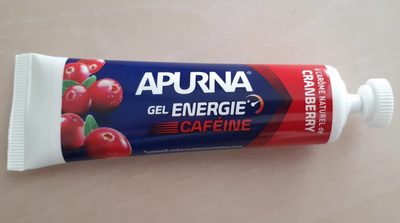 APURNA®
GEL ENERGIE*
CAFÉINE
À L'ARÔME NATUREL de
CRANBERRY